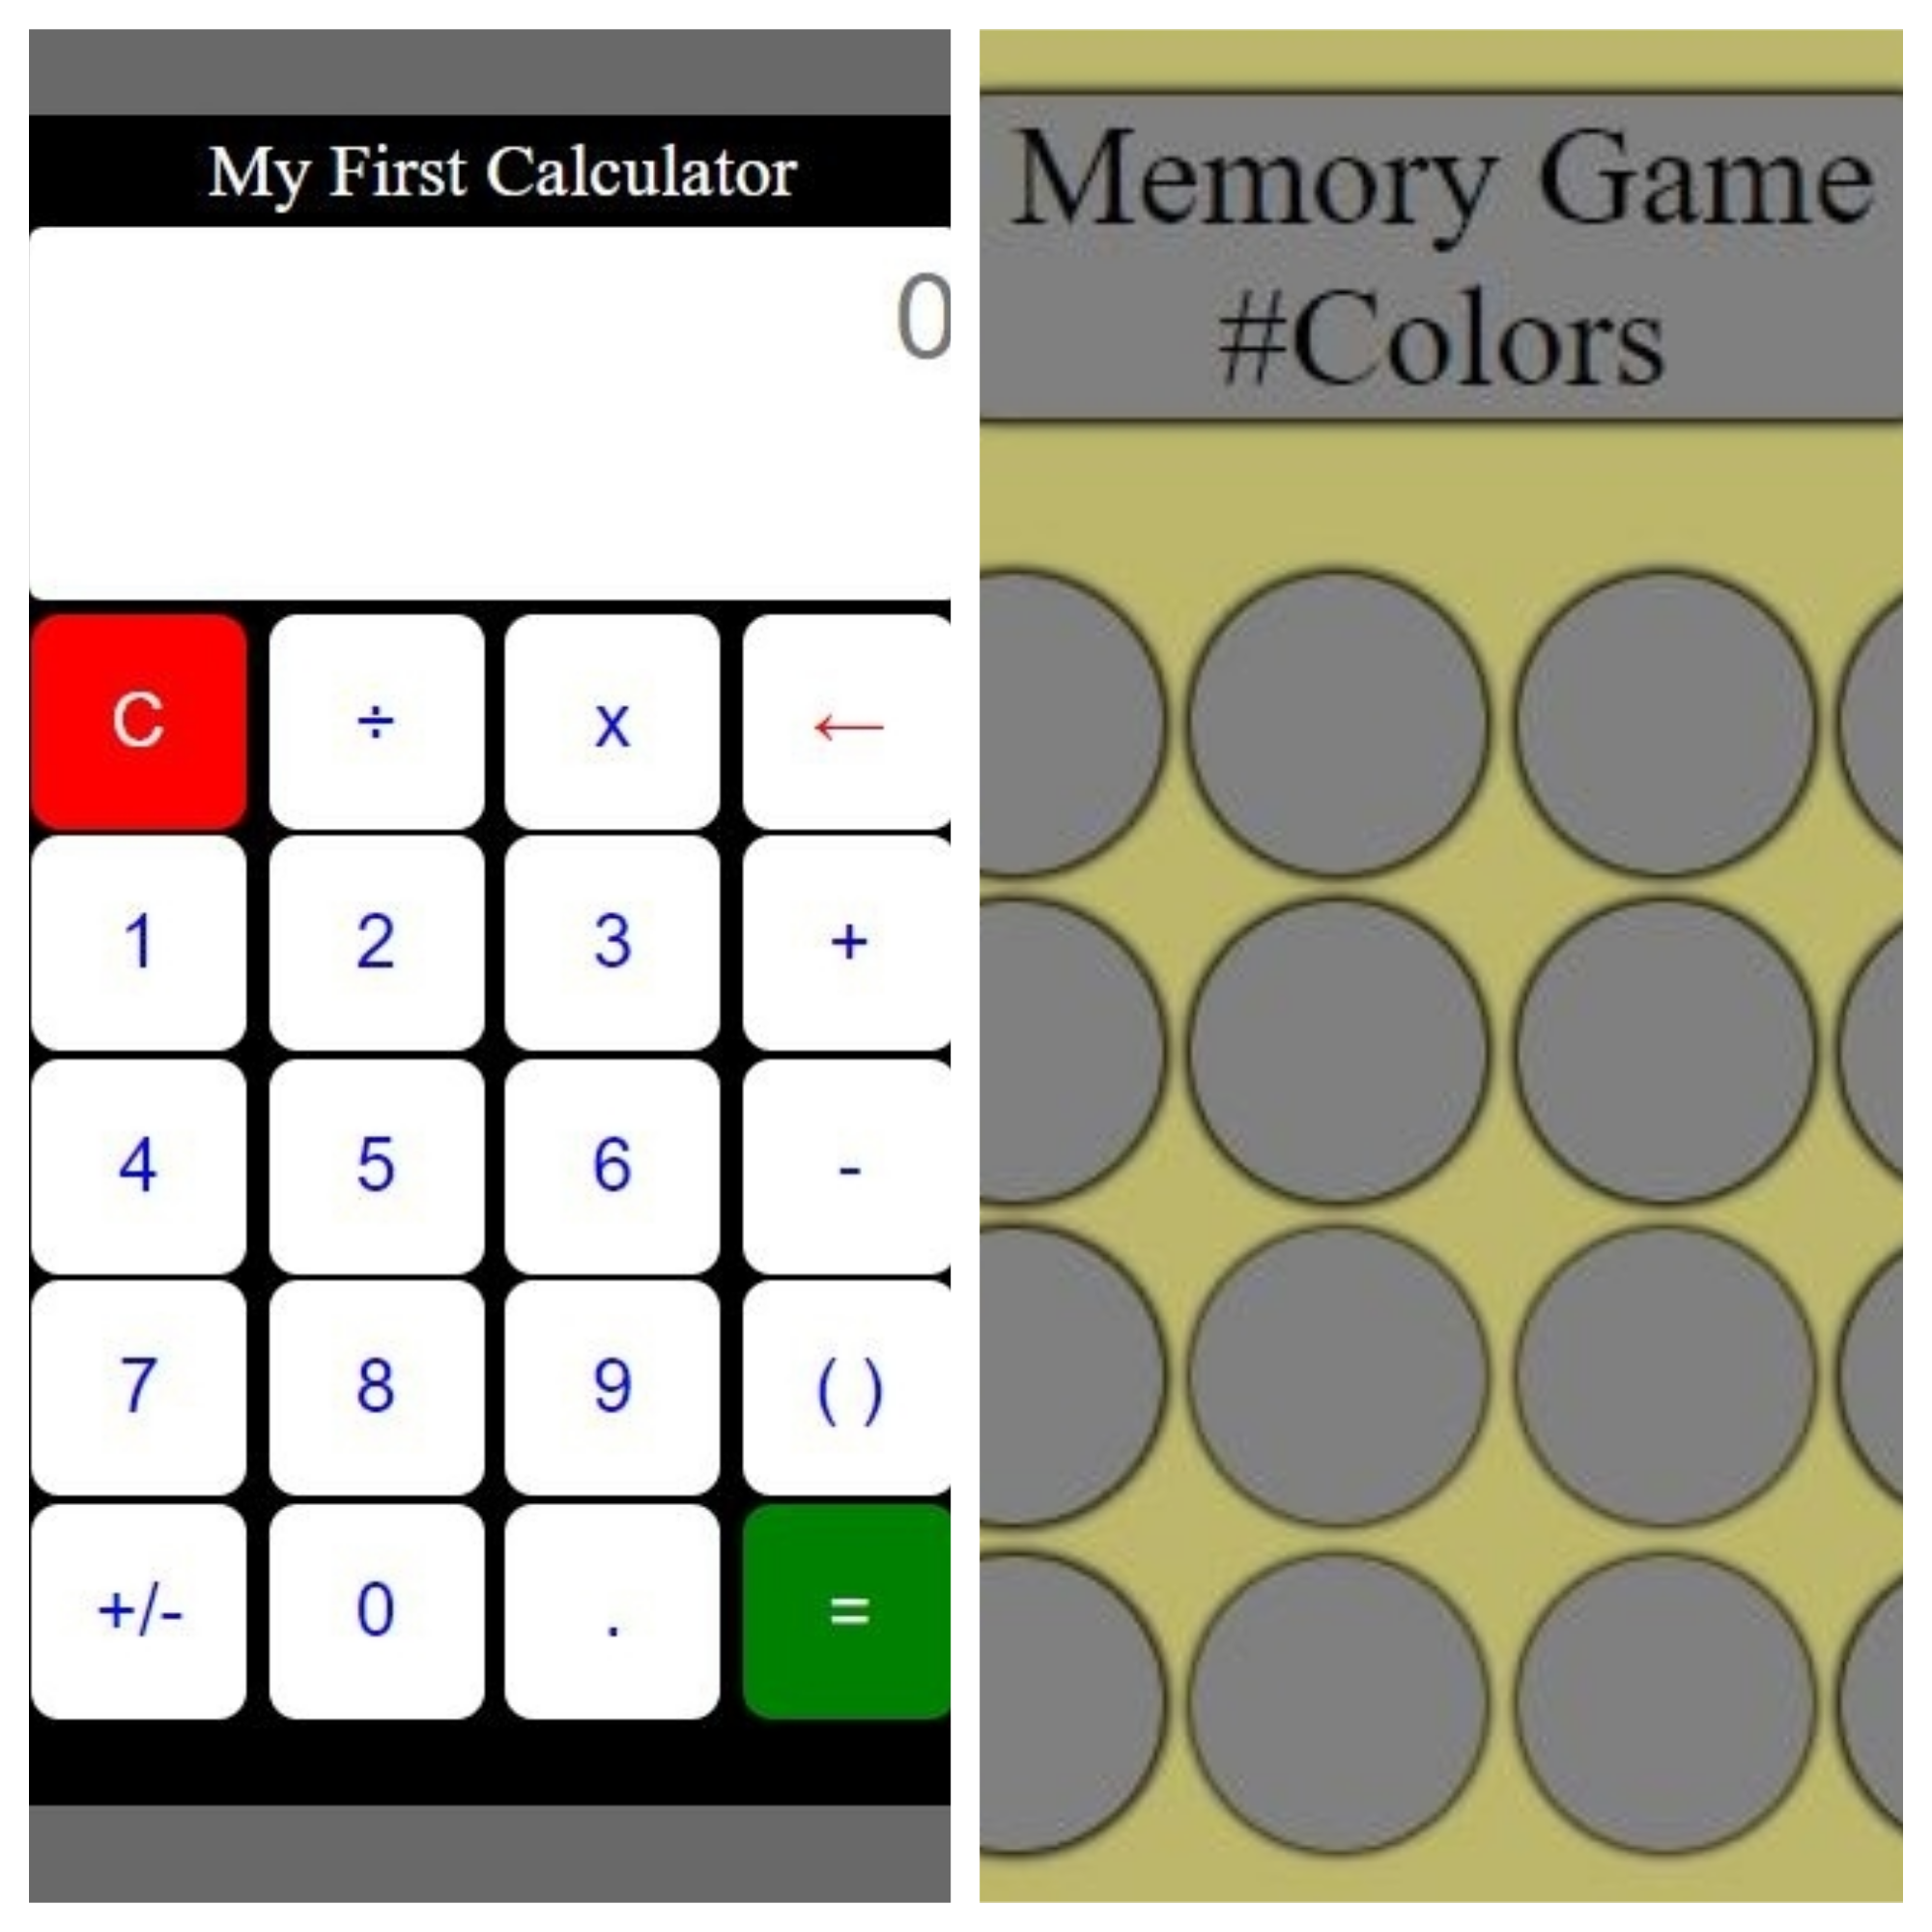 My First Calculator
0
C ÷ x ←
1 2 3 +
4 5 6 -
7 8 9 ( )
+/- 0 . =
Memory Game
#Colors